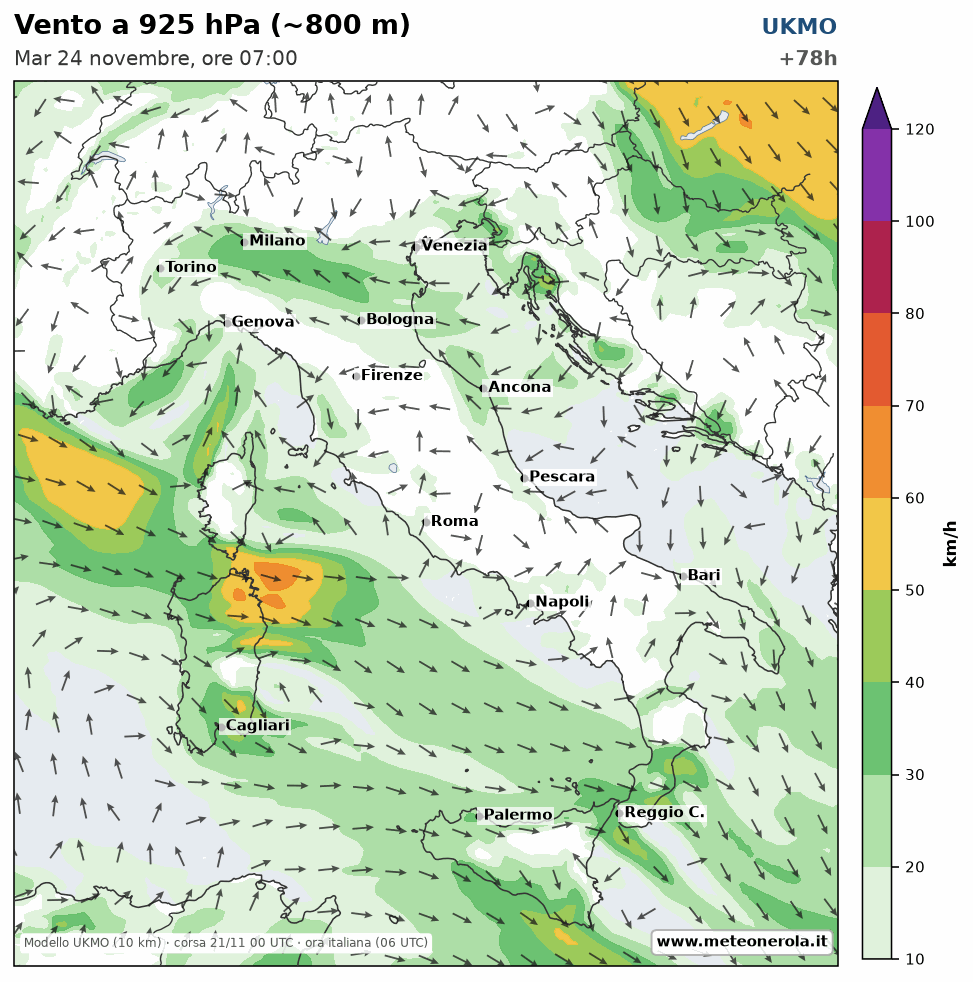 Vento a 925 hPa (~800 m)
UKMO
Mar 24 novembre, ore 07:00
+78h
120
100
80
70
60
50
40
30
20
10
km/h
Milano
Venezia
Torino
Genova
Bologna
Firenze
Ancona
Pescara
Roma
Bari
Napoli
Cagliari
Palermo
Reggio C.
Modello UKMO (10 km) · corsa 21/11 00 UTC · ora italiana (06 UTC)
www.meteonerola.it